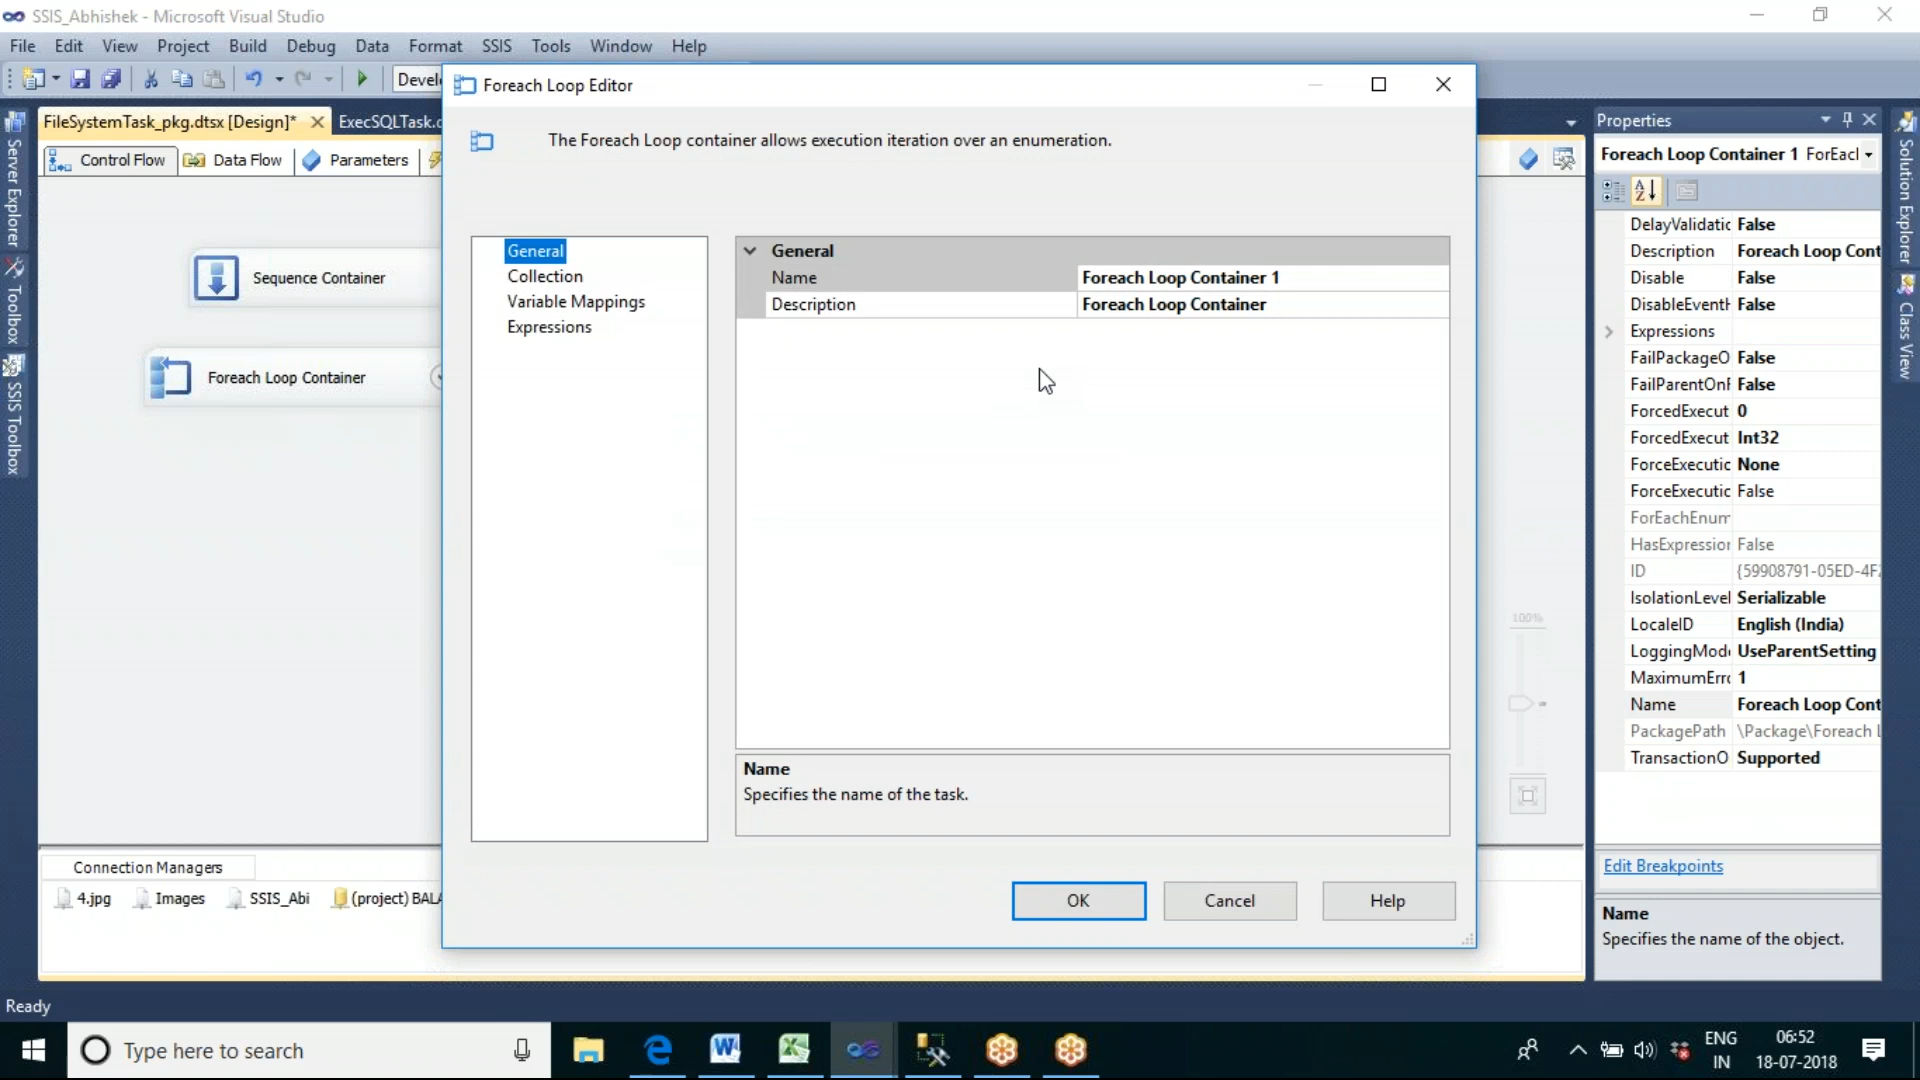 SSIS_Abhishek - Microsoft Visual Studio
File Edit View Project Build Debug Data Format SSIS Tools Window Help
Foreach Loop Editor
FileSystemTask_pkg.dtsx [Design]*
Control Flow Data Flow Parameters
Server Explorer
Toolbox
SSIS Toolbox
Sequence Container
Foreach Loop Container
The Foreach Loop container allows execution iteration over an enumeration.
General
Collection
Variable Mappings
Expressions
General
Name Foreach Loop Container 1
Description Foreach Loop Container
Name
Specifies the name of the task.
OK Cancel Help
100%
Properties
Foreach Loop Container 1 ForEacl
DelayValidatic False
Description Foreach Loop Cont
Disable False
DisableEventH False
Expressions
FailPackageO False
FailParentOnF False
ForcedExecut 0
ForcedExecut Int32
ForceExecutic None
ForceExecutic False
ForEachEnum
HasExpression False
ID {59908791-05ED-4F
IsolationLevel Serializable
LocaleID English (India)
LoggingMod UseParentSetting
MaximumErro 1
Name Foreach Loop Cont
PackagePath \Package\Foreach L
TransactionO Supported
Edit Breakpoints
Name
Specifies the name of the object.
Solution Explorer
Class View
Connection Managers
4.jpg Images SSIS_Abi (project) BALA
Ready
Type here to search
ENG
IN
06:52
18-07-2018